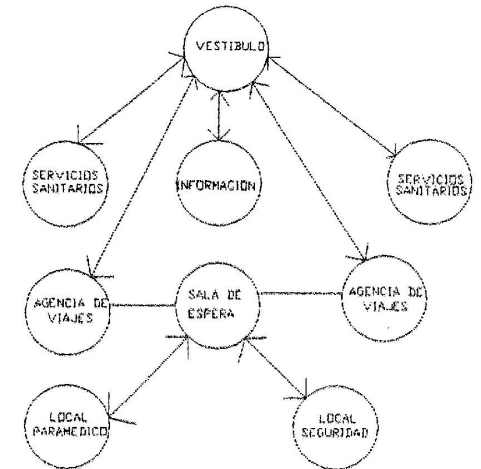 VESTIBULO
SERVICIOS
SANITARIOS
INFORMACION
SERVICIOS
SANITARIOS
AGENCIA DE
VIAJES
SALA DE
ESPERA
AGENCIA DE
VIAJES
LOCAL
PARAMEDICO
LOCAL
SEGURIDAD